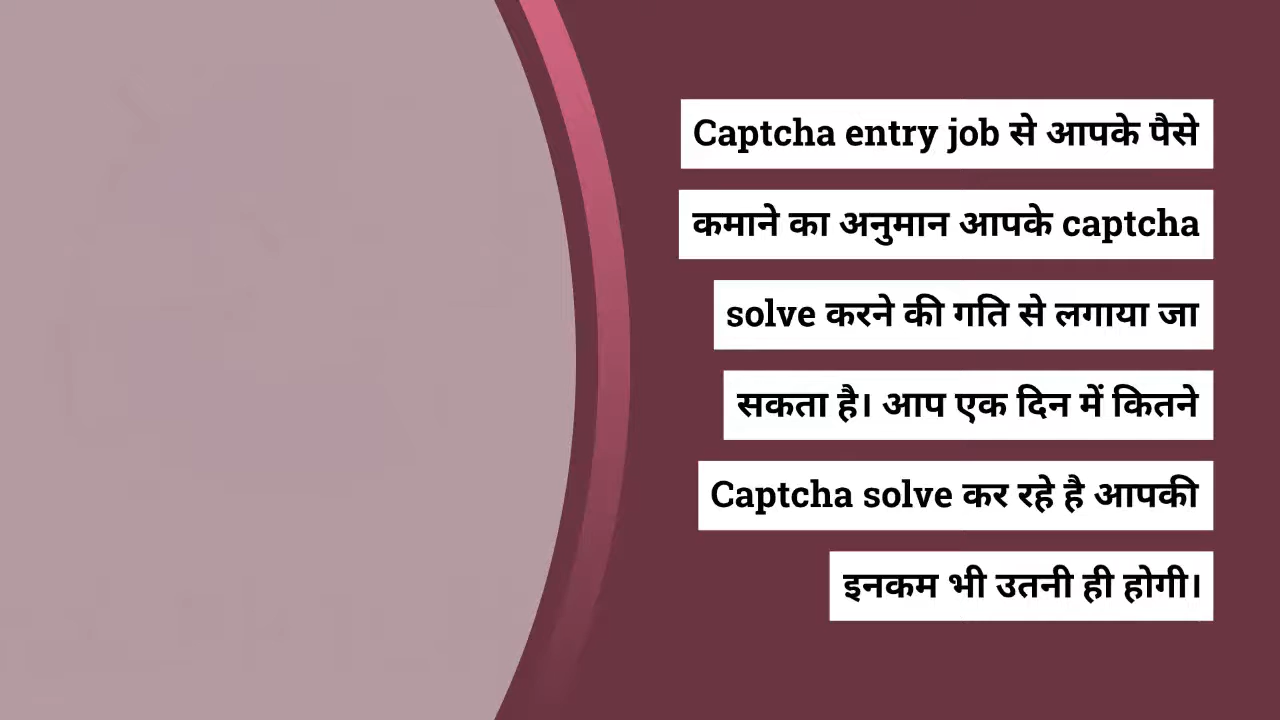 Captcha entry job से आपके पैसे
कमाने का अनुमान आपके captcha
solve करने की गति से लगाया जा
सकता है। आप एक दिन में कितने
Captcha solve कर रहे है आपकी
इनकम भी उतनी ही होगी।